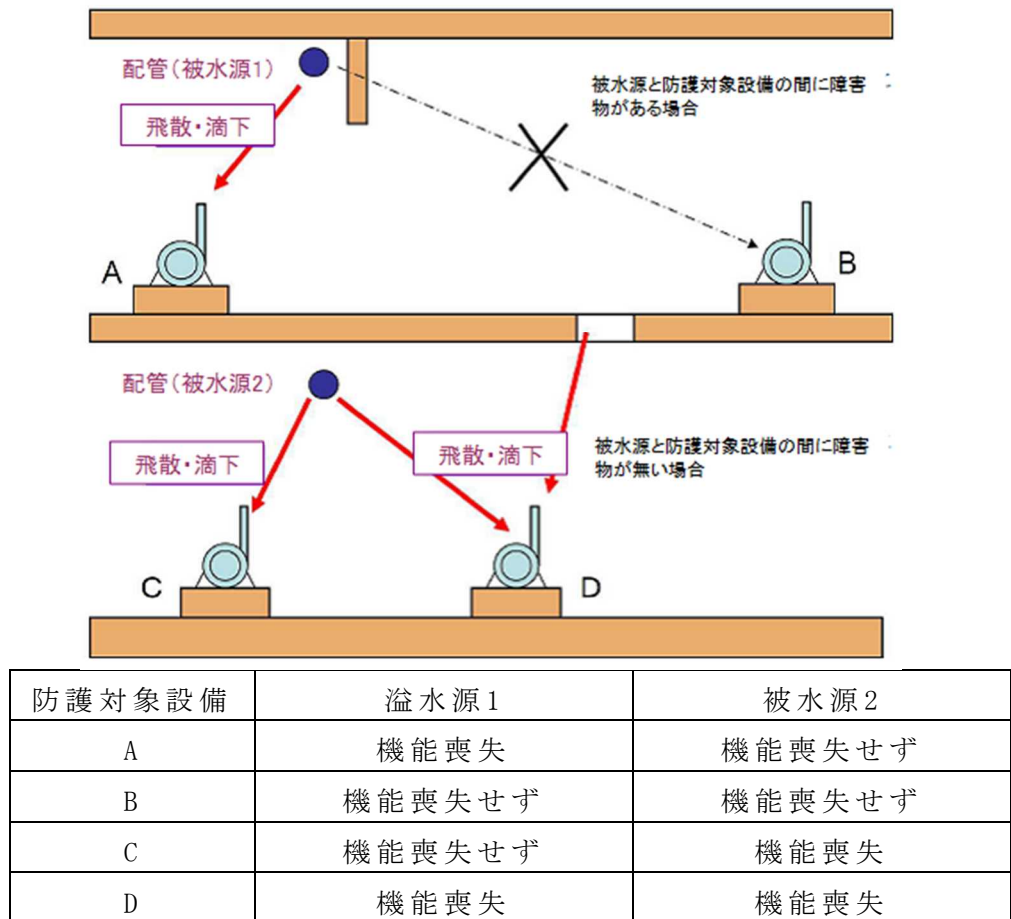 配管(被水源1)
被水源と防護対象設備の間に障害
物がある場合
飛散・滴下
A
B
配管(被水源2)
飛散・滴下
飛散・滴下
被水源と防護対象設備の間に障害
物が無い場合
C
D
防護対象設備 溢水源1 被水源2
A 機能喪失 機能喪失せず
B 機能喪失せず 機能喪失せず
C 機能喪失せず 機能喪失
D 機能喪失 機能喪失